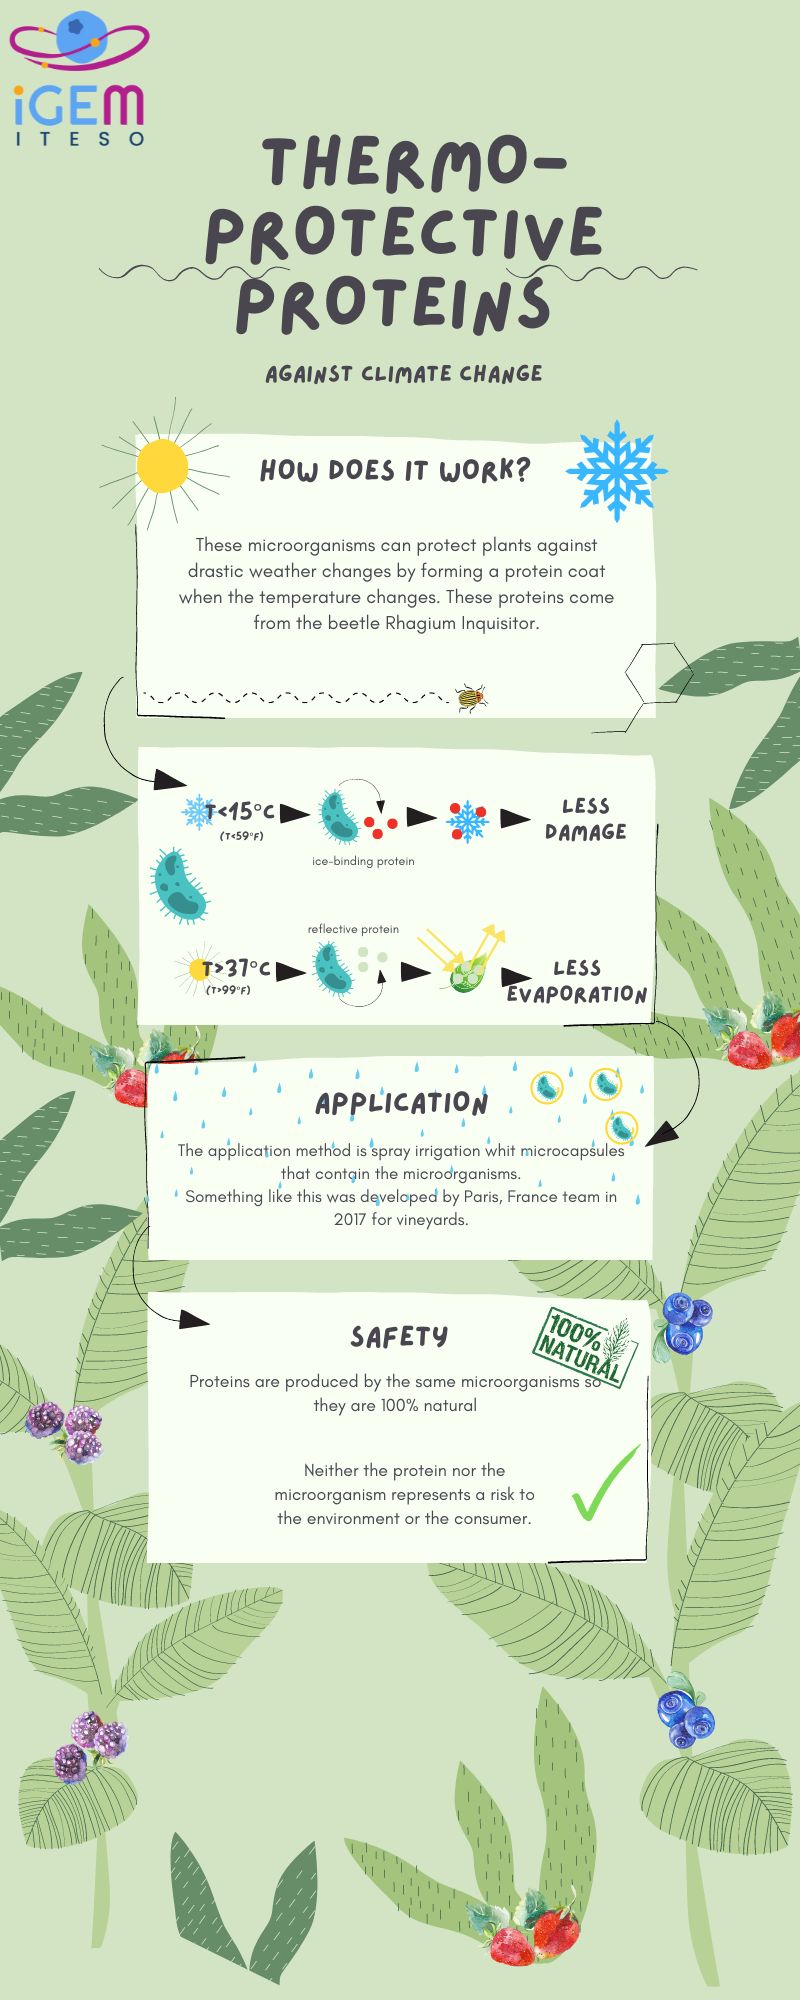 iGEM
ITESO
THERMO-
PROTECTIVE
PROTEINS
AGAINST CLIMATE CHANGE
HOW DOES IT WORK?
These microorganisms can protect plants against
drastic weather changes by forming a protein coat
when the temperature changes. These proteins come
from the beetle Rhagium Inquisitor.
T<15°C
(T<59°F)
ice-binding protein
LESS
DAMAGE
reflective protein
T>37°C
(T>99°F)
LESS
EVAPORATION
APPLICATION
The application method is spray irrigation whit microcapsules
that contain the microorganisms.
Something like this was developed by Paris, France team in
2017 for vineyards.
SAFETY
100%
NATURAL
Proteins are produced by the same microorganisms so
they are 100% natural
Neither the protein nor the
microorganism represents a risk to
the environment or the consumer.